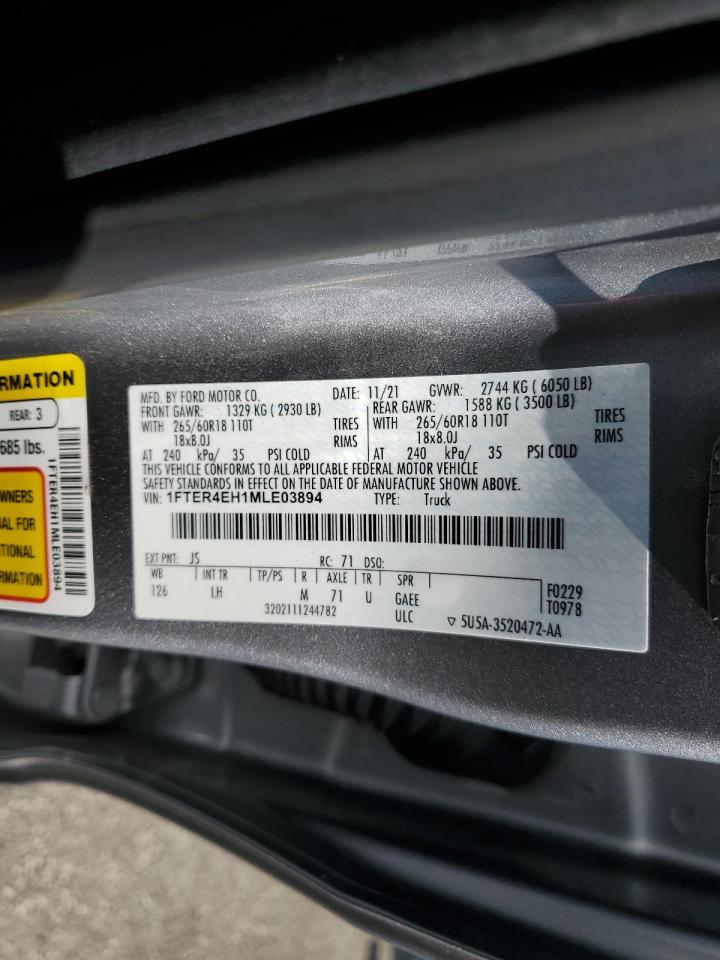 RMATION
REAR: 3
685 lbs.
WNERS
AL FOR
TIONAL
RMATION
1FTER4EH1MLE03894
MFD. BY FORD MOTOR CO. DATE: 11/21 GVWR: 2744 KG ( 6050 LB)
FRONT GAWR: 1329 KG ( 2930 LB) REAR GAWR: 1588 KG ( 3500 LB)
WITH 265/60R18 110T TIRES WITH 265/60R18 110T TIRES
18x8.0J RIMS 18x8.0J RIMS
AT 240 kPa/ 35 PSI COLD AT 240 kPa/ 35 PSI COLD
THIS VEHICLE CONFORMS TO ALL APPLICABLE FEDERAL MOTOR VEHICLE
SAFETY STANDARDS IN EFFECT ON THE DATE OF MANUFACTURE SHOWN ABOVE.
VIN: 1FTER4EH1MLE03894 TYPE: Truck
EXT PNT: JS RC: 71 DSO:
WB INT TR TP/PS R AXLE TR SPR
126 LH M 71 U GAEE F0229
3202111244782 ULC T0978
▽ 5U5A-3520472-AA